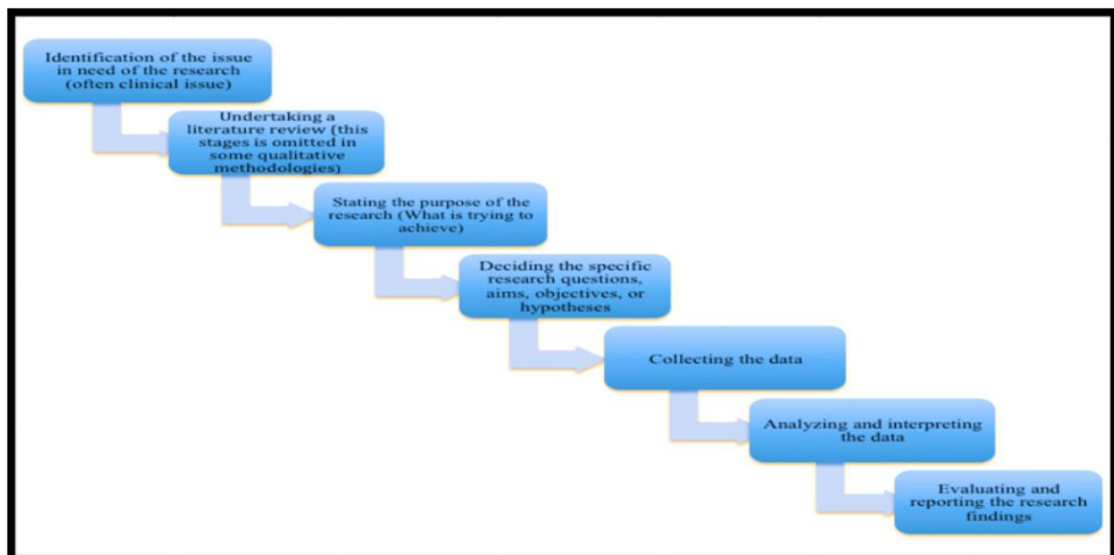 Identification of the issue
in need of the research
(often clinical issue)
Undertaking a
literature review (this
stages is omitted in
some qualitative
methodologies)
Stating the purpose of the
research (What is trying to
achieve)
Deciding the specific
research questions,
aims, objectives, or
hypotheses
Collecting the data
Analyzing and interpreting
the data
Evaluating and
reporting the research
findings